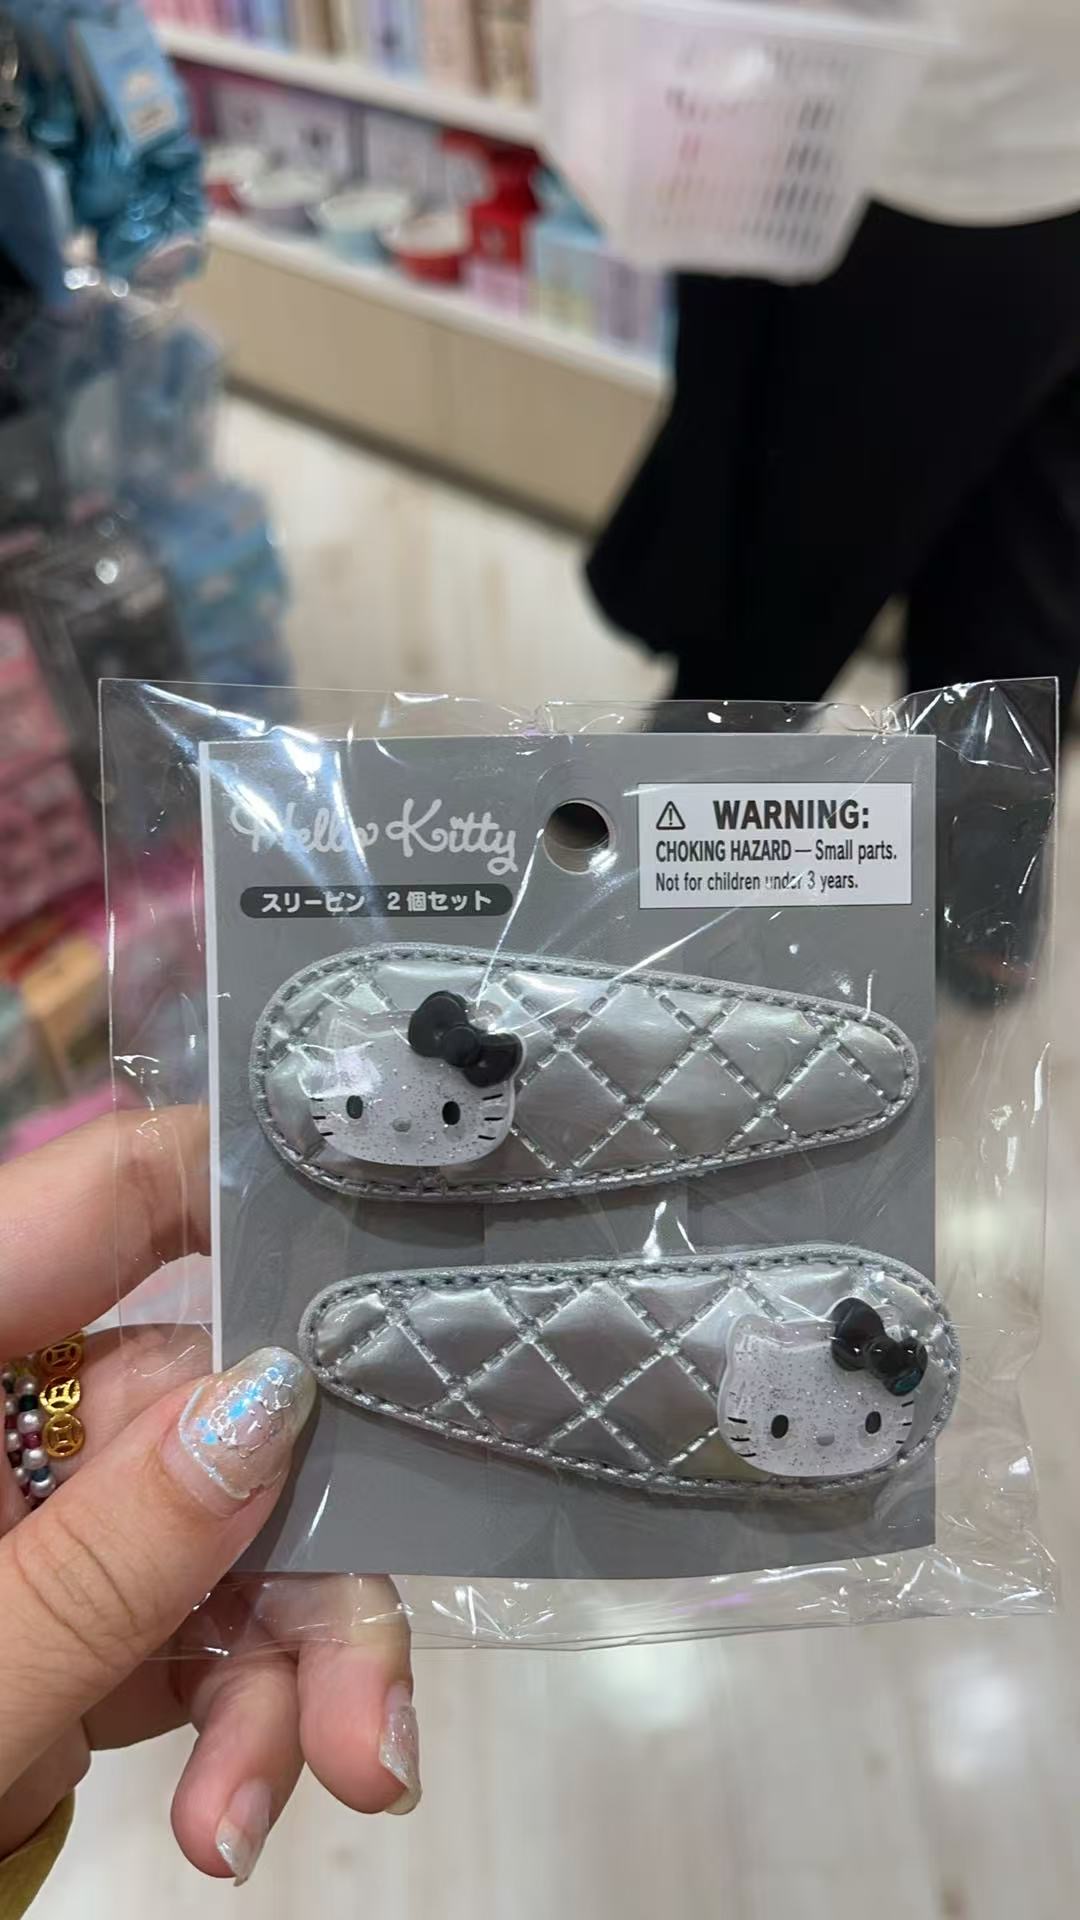 Hello Kitty
スリーピン 2個セット
WARNING:
CHOKING HAZARD — Small parts.
Not for children under 3 years.